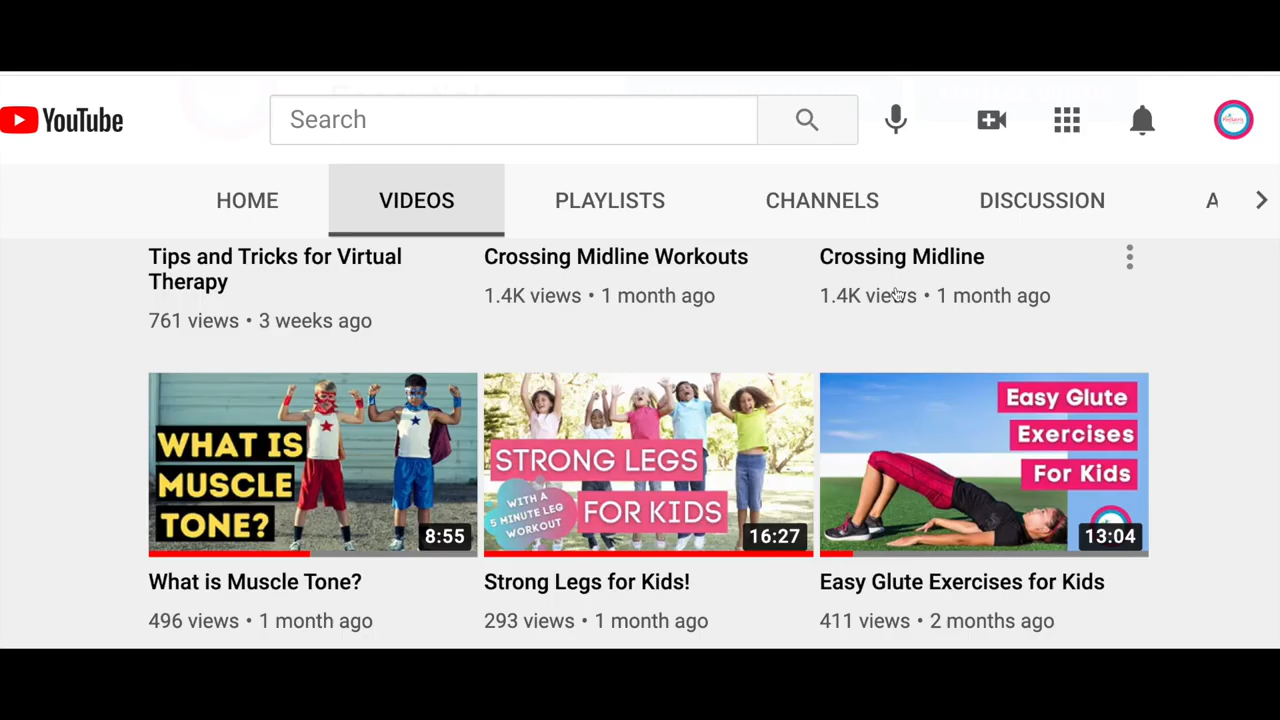 YouTube
Search
HOME VIDEOS PLAYLISTS CHANNELS DISCUSSION A
Tips and Tricks for Virtual
Therapy
761 views • 3 weeks ago
Crossing Midline Workouts
1.4K views • 1 month ago
Crossing Midline
1.4K views • 1 month ago
WHAT IS
MUSCLE
TONE?
8:55
What is Muscle Tone?
496 views • 1 month ago
STRONG LEGS
WITH A
5 MINUTE LEG
WORKOUT
FOR KIDS
16:27
Strong Legs for Kids!
293 views • 1 month ago
Easy Glute
Exercises
For Kids
13:04
Easy Glute Exercises for Kids
411 views • 2 months ago